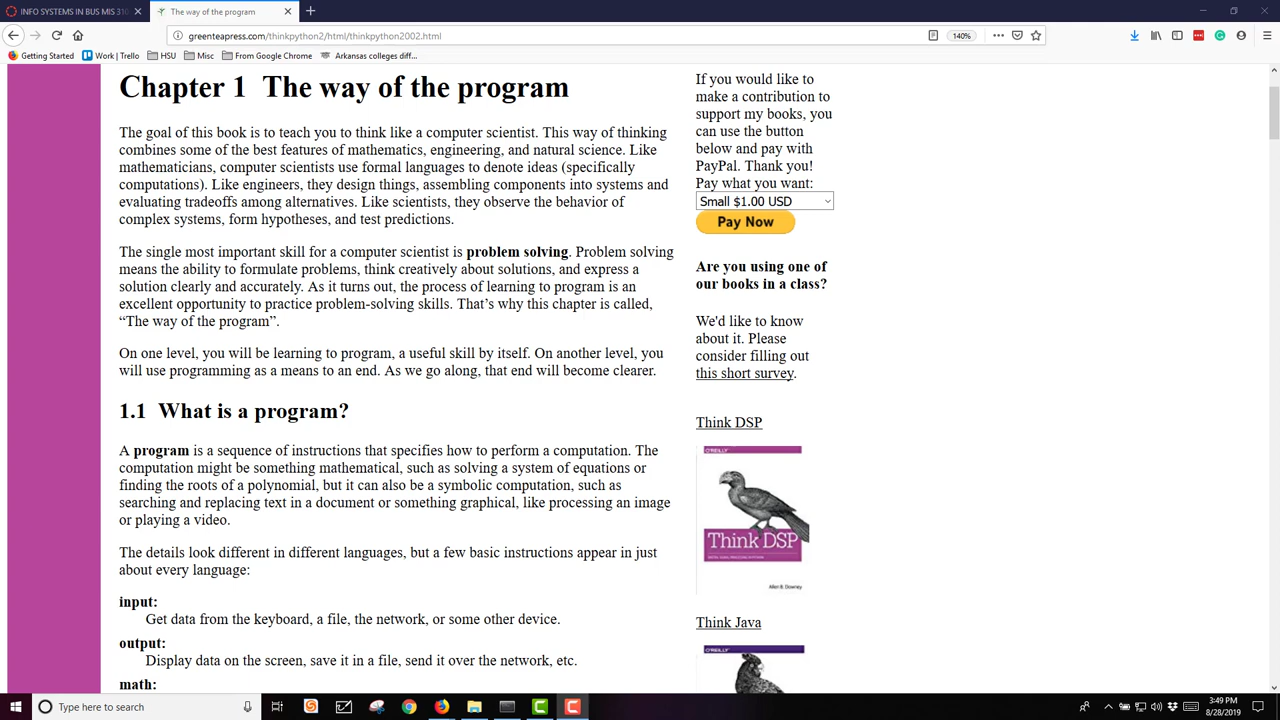 INFO SYSTEMS IN BUS MIS 310
The way of the program
greenteapress.com/thinkpython2/html/thinkpython2002.html
140%
Getting Started
Work | Trello
HSU
Misc
From Google Chrome
Arkansas colleges diff...
Chapter 1  The way of the program
The goal of this book is to teach you to think like a computer scientist. This way of thinking
combines some of the best features of mathematics, engineering, and natural science. Like
mathematicians, computer scientists use formal languages to denote ideas (specifically
computations). Like engineers, they design things, assembling components into systems and
evaluating tradeoffs among alternatives. Like scientists, they observe the behavior of
complex systems, form hypotheses, and test predictions.
The single most important skill for a computer scientist is problem solving. Problem solving
means the ability to formulate problems, think creatively about solutions, and express a
solution clearly and accurately. As it turns out, the process of learning to program is an
excellent opportunity to practice problem-solving skills. That’s why this chapter is called,
“The way of the program”.
On one level, you will be learning to program, a useful skill by itself. On another level, you
will use programming as a means to an end. As we go along, that end will become clearer.
1.1  What is a program?
A program is a sequence of instructions that specifies how to perform a computation. The
computation might be something mathematical, such as solving a system of equations or
finding the roots of a polynomial, but it can also be a symbolic computation, such as
searching and replacing text in a document or something graphical, like processing an image
or playing a video.
The details look different in different languages, but a few basic instructions appear in just
about every language:
input:
Get data from the keyboard, a file, the network, or some other device.
output:
Display data on the screen, save it in a file, send it over the network, etc.
math:
If you would like to
make a contribution to
support my books, you
can use the button
below and pay with
PayPal. Thank you!
Pay what you want:
Small $1.00 USD
Pay Now
Are you using one of
our books in a class?
We'd like to know
about it. Please
consider filling out
this short survey.
Think DSP
O'REILLY
Think DSP
DIGITAL SIGNAL PROCESSING IN PYTHON
Allen B. Downey
Think Java
O'REILLY
Type here to search
3:49 PM
8/28/2019